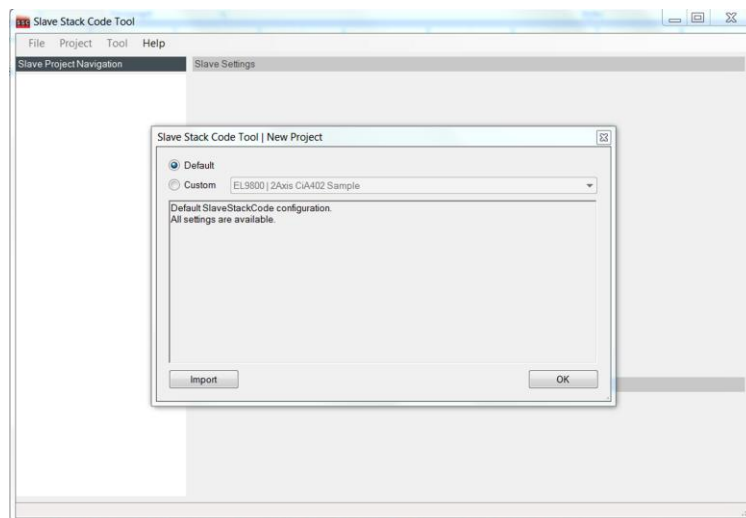 Slave Stack Code Tool
File Project Tool Help
Slave Project Navigation
Slave Settings
Slave Stack Code Tool | New Project
Default
Custom EL9800 | 2Axis CiA402 Sample
Default SlaveStackCode configuration.
All settings are available.
Import OK